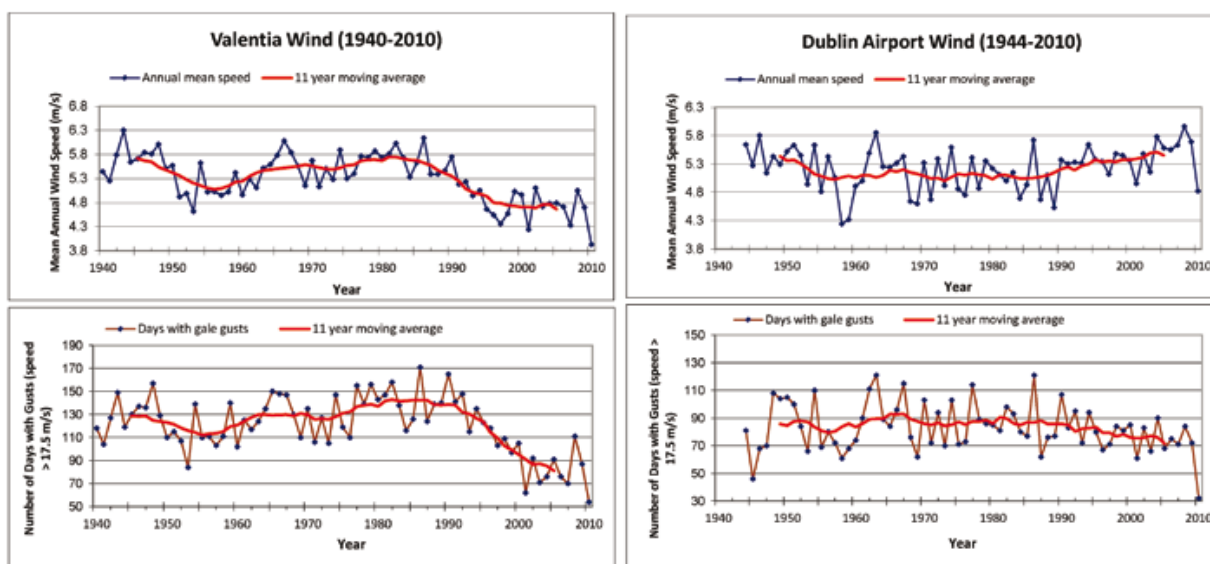 Valentia Wind (1940-2010)
Annual mean speed
11 year moving average
Mean Annual Wind Speed (m/s)
6.8
6.3
5.8
5.3
4.8
4.3
3.8
1940 1950 1960 1970 1980 1990 2000 2010
Year
Dublin Airport Wind (1944-2010)
Annual mean speed
11 year moving average
Mean Annual Wind Speed (m/s)
6.3
5.8
5.3
4.8
4.3
3.8
1940 1950 1960 1970 1980 1990 2000 2010
Year
Days with gale gusts
11 year moving average
Number of Days with Gusts (speed
> 17.5 m/s)
190
170
150
130
110
90
70
50
1940 1950 1960 1970 1980 1990 2000 2010
Year
Days with gale gusts
11 year moving average
Number of Days with Gusts (speed >
17.5 m/s)
150
130
110
90
70
50
30
1940 1950 1960 1970 1980 1990 2000 2010
Year